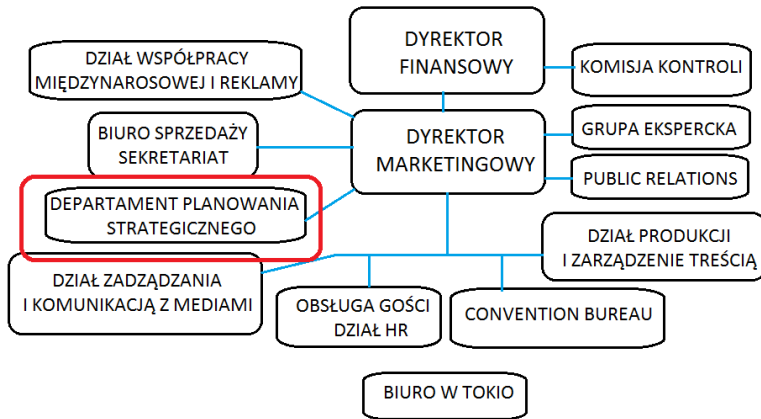 DYREKTOR
FINANSOWY
DZIAŁ WSPÓŁPRACY
MIĘDZYNAROSOWEJ I REKLAMY
KOMISJA KONTROLI
BIURO SPRZEDAŻY
SEKRETARIAT
DYREKTOR
MARKETINGOWY
GRUPA EKSPERCKA
PUBLIC RELATIONS
DEPARTAMENT PLANOWANIA
STRATEGICZNEGO
DZIAŁ PRODUKCJI
I ZARZĄDZENIE TREŚCIĄ
DZIAŁ ZADZĄDZANIA
I KOMUNIKACJĄ Z MEDIAMI
OBSŁUGA GOŚCI
DZIAŁ HR
CONVENTION BUREAU
BIURO W TOKIO